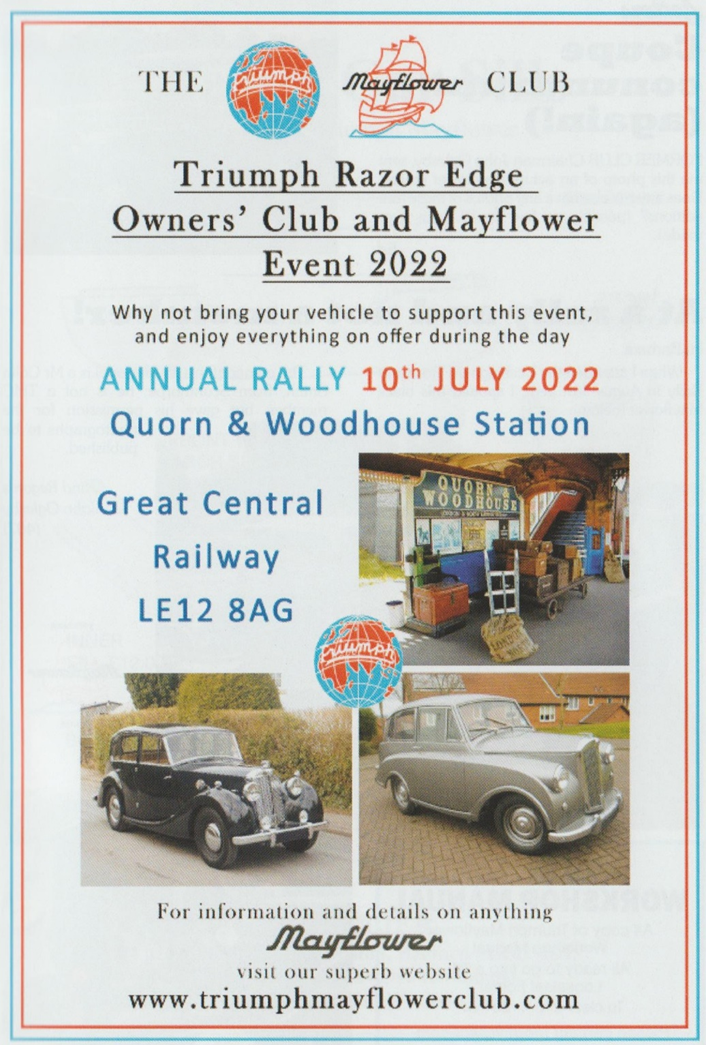 THE Triumph Mayflower CLUB
Triumph Razor Edge
Owners’ Club and Mayflower
Event 2022
Why not bring your vehicle to support this event,
and enjoy everything on offer during the day
ANNUAL RALLY 10th JULY 2022
Quorn & Woodhouse Station
Great Central
Railway
LE12 8AG
QUORN &
WOODHOUSE
LONDON
Triumph
For information and details on anything
Mayflower
visit our superb website
www.triumphmayflowerclub.com